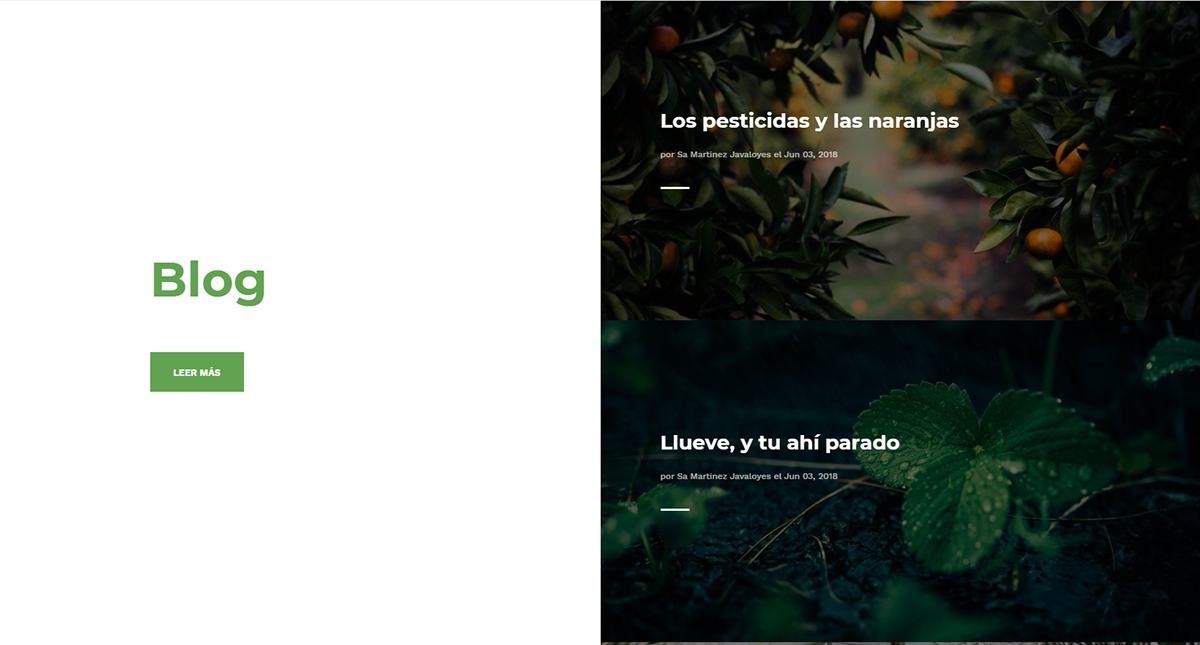 Blog
LEER MÁS
Los pesticidas y las naranjas
por Sa Martinez Javaloyes el Jun 03, 2018
Llueve, y tu ahí parado
por Sa Martinez Javaloyes el Jun 03, 2018